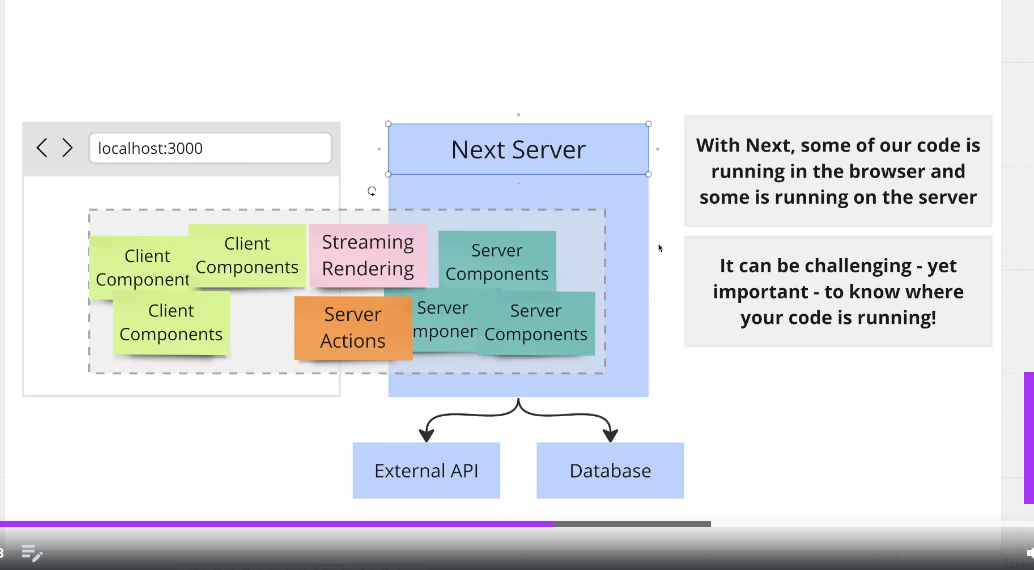 localhost:3000
Next Server
With Next, some of our code is
running in the browser and
some is running on the server
It can be challenging - yet
important - to know where
your code is running!
Client
Component
Client
Components
Client
Components
Streaming
Rendering
Server
Actions
Server
Components
Server
mponen
Server
Components
External API
Database